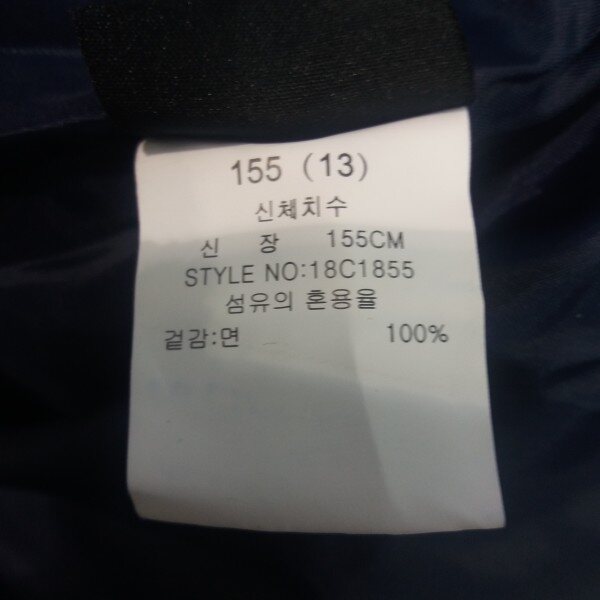 155 (13)
신체치수
신 장 155CM
STYLE NO:18C1855
섬유의 혼용율
겉감:면 100%